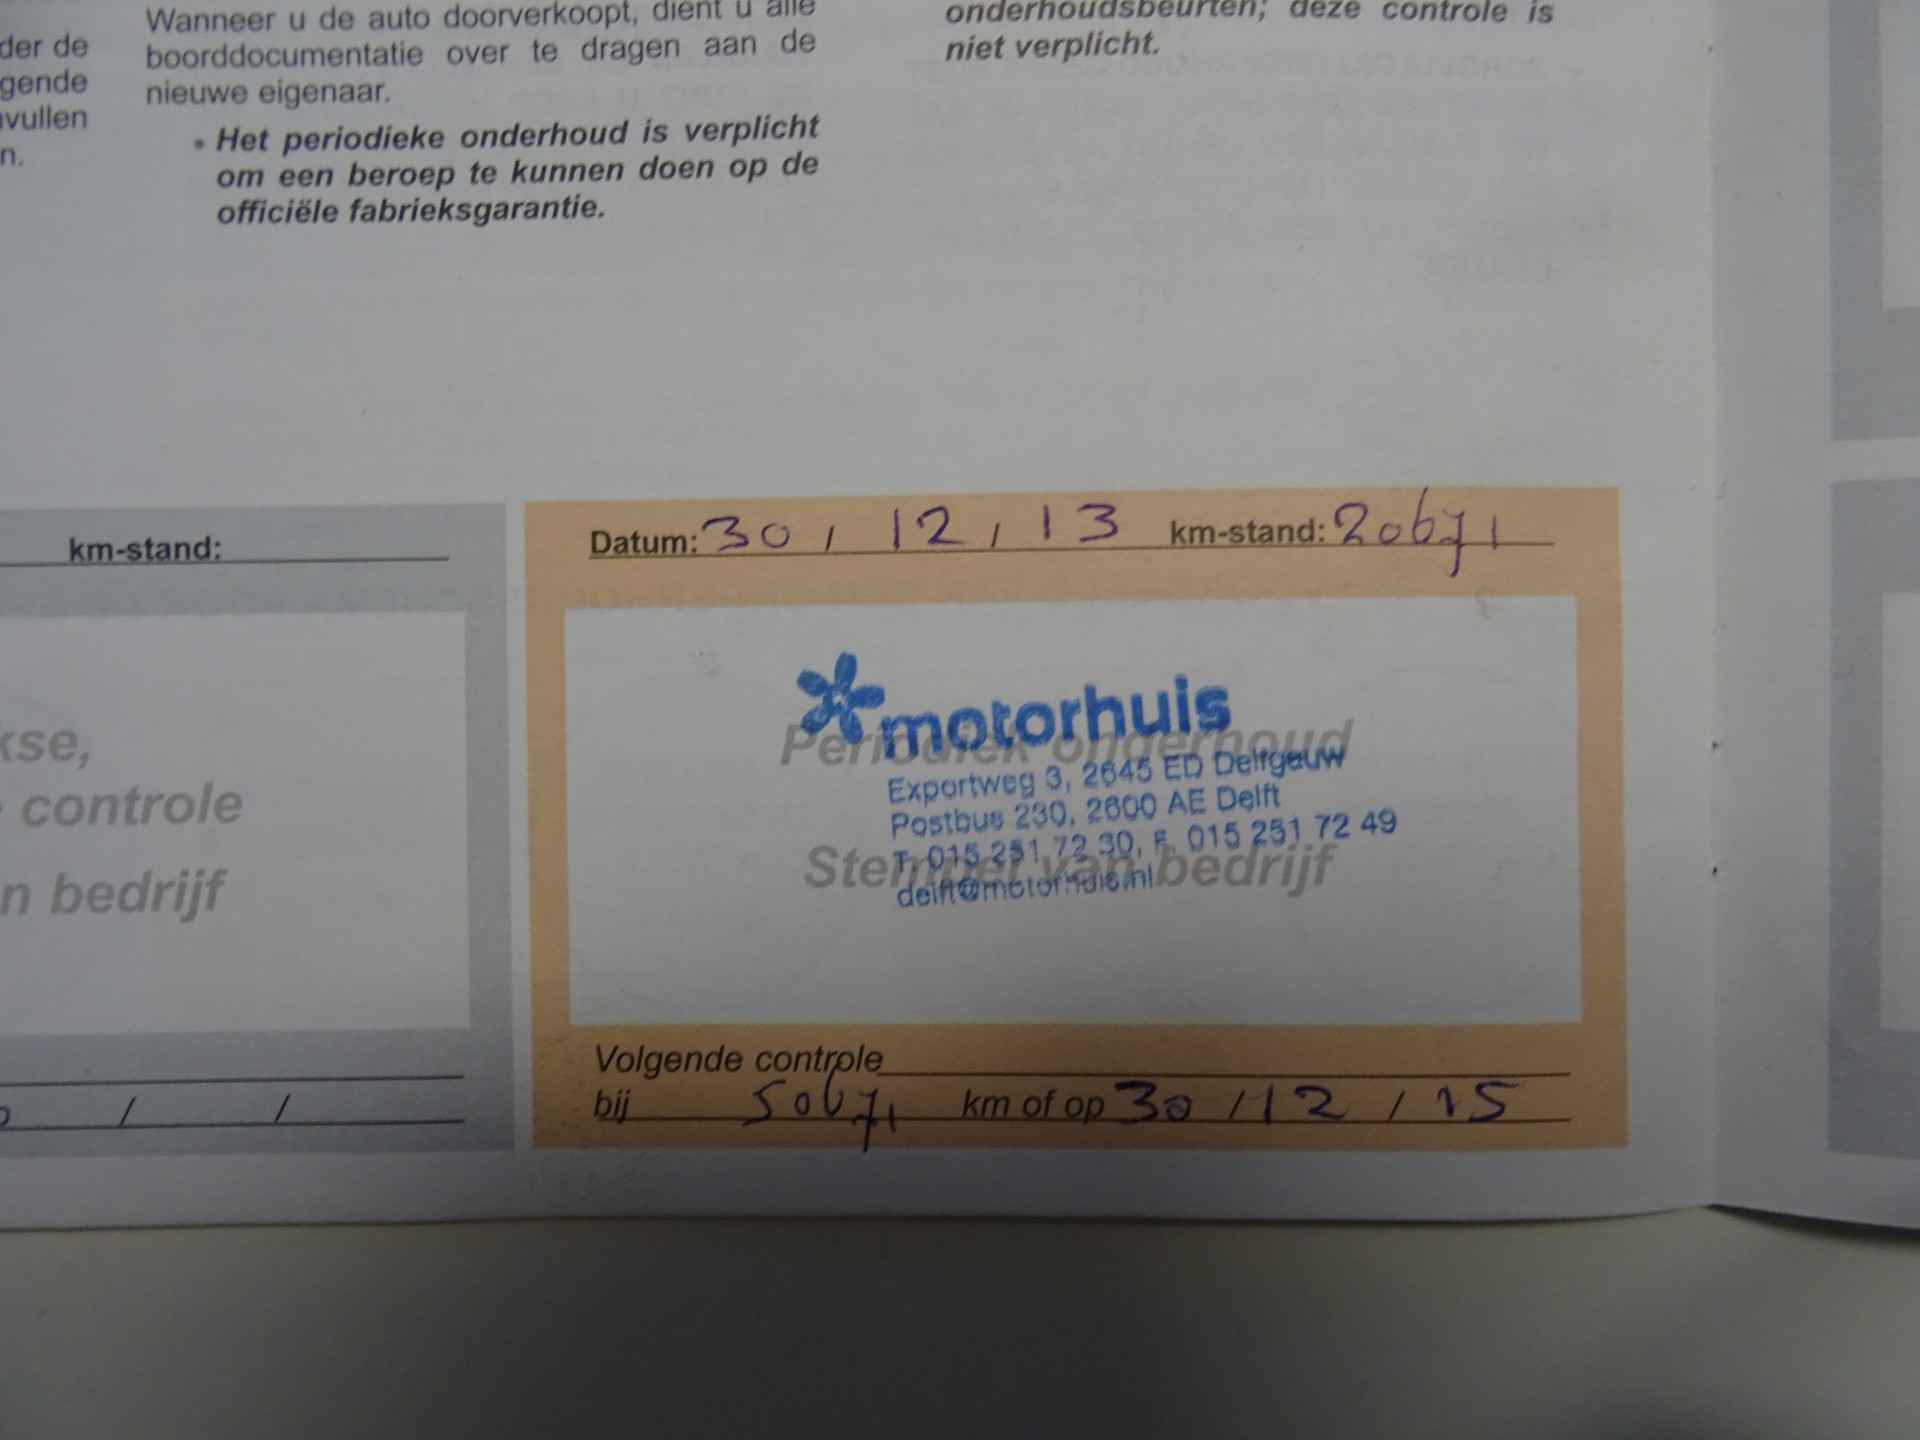 der de
gende
vullen
n.
Wanneer u de auto doorverkoopt, dient u alle
boorddocumentatie over te dragen aan de
nieuwe eigenaar.
• Het periodieke onderhoud is verplicht
om een beroep te kunnen doen op de
officiële fabrieksgarantie.
onderhoudsbeurten; deze controle is
niet verplicht.
km-stand:
kse,
controle
n bedrijf
/ /
Datum: 30 / 12 / 13 km-stand: 20671
motorhuis
Periodiek onderhoud
Exportweg 3, 2645 ED Delfgauw
Postbus 230, 2600 AE Delft
T. 015 251 72 30, F. 015 251 72 49
Stempel van bedrijf
delft@motorhuis.nl
Volgende controle
bij 50671 km of op 30 / 12 / 15